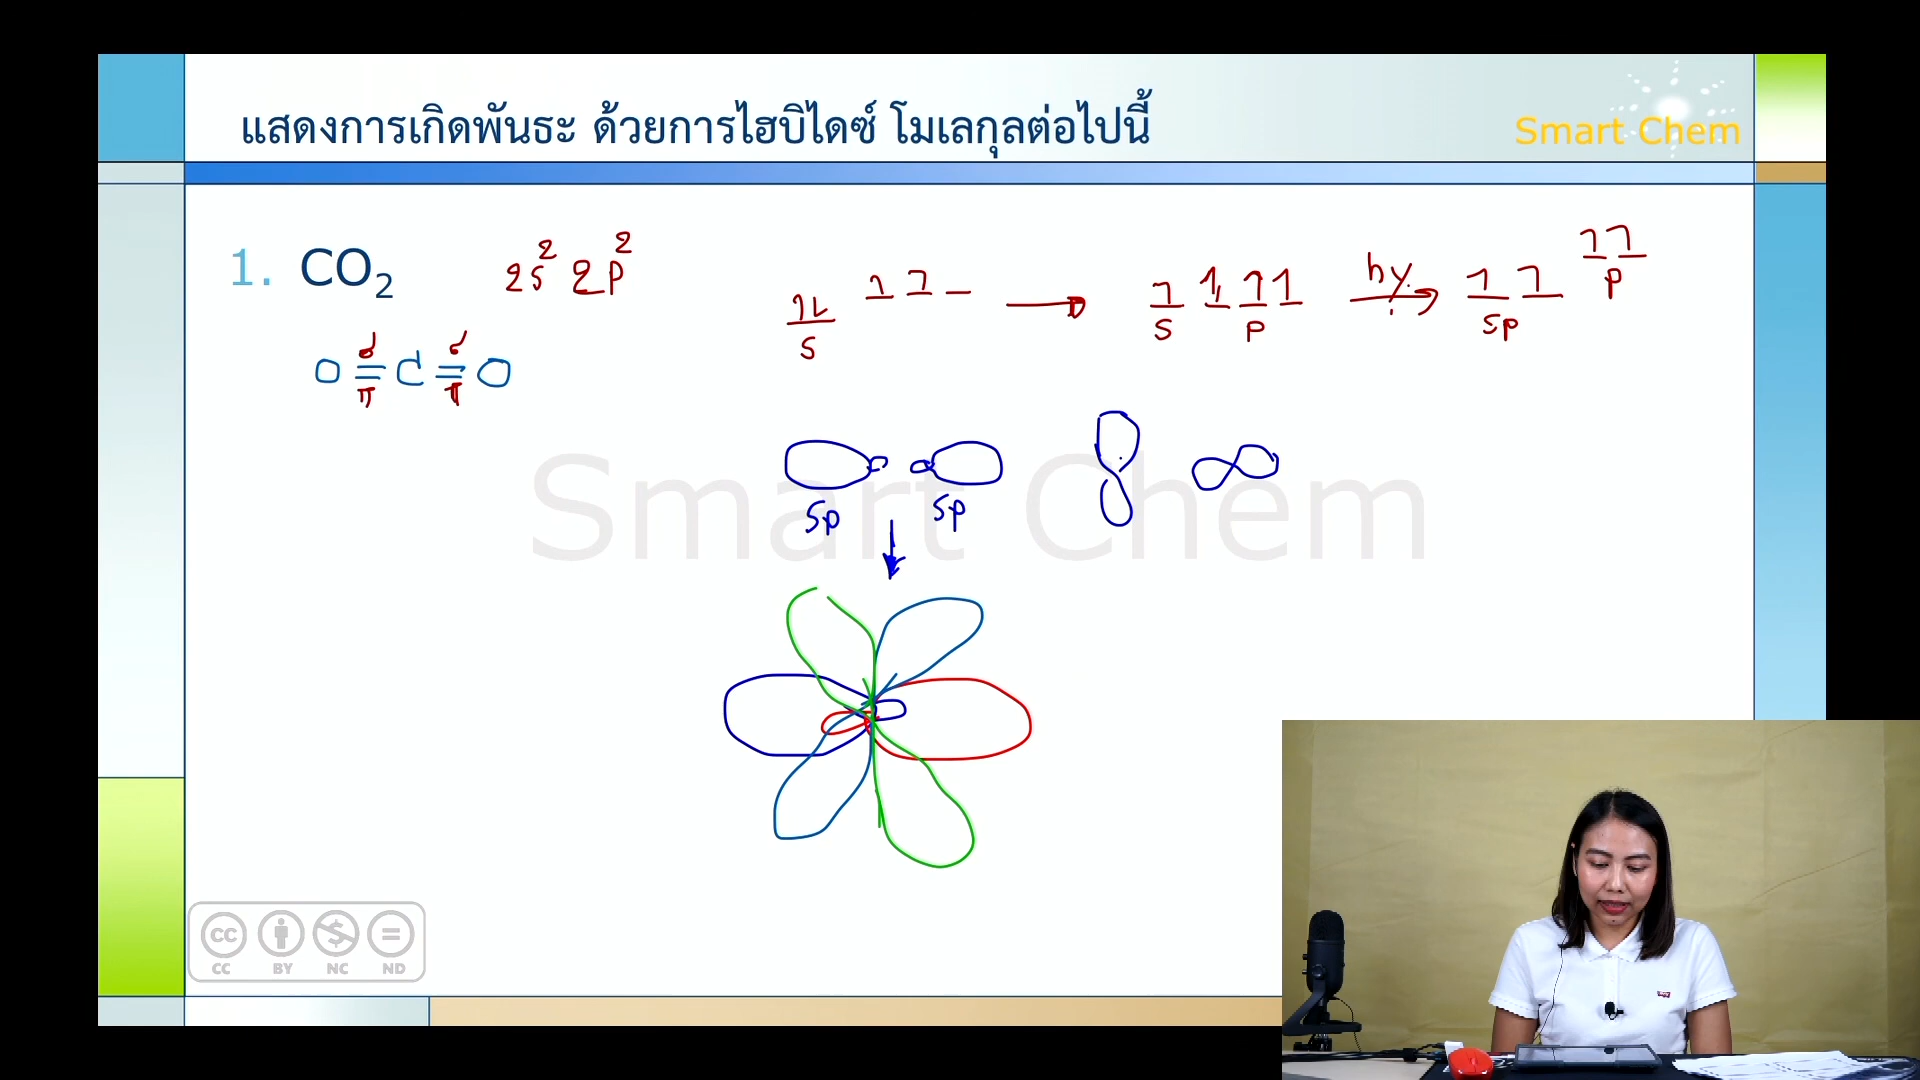 แสดงการเกิดพันธะ ด้วยการไฮบิไดซ์ โมเลกุลต่อไปนี้
Smart Chem
1. CO₂
2s² 2p²
s
s p
hy.
sp
p
σ σ
O = C = O
π π
sp sp
Smart Chem
CC BY NC ND